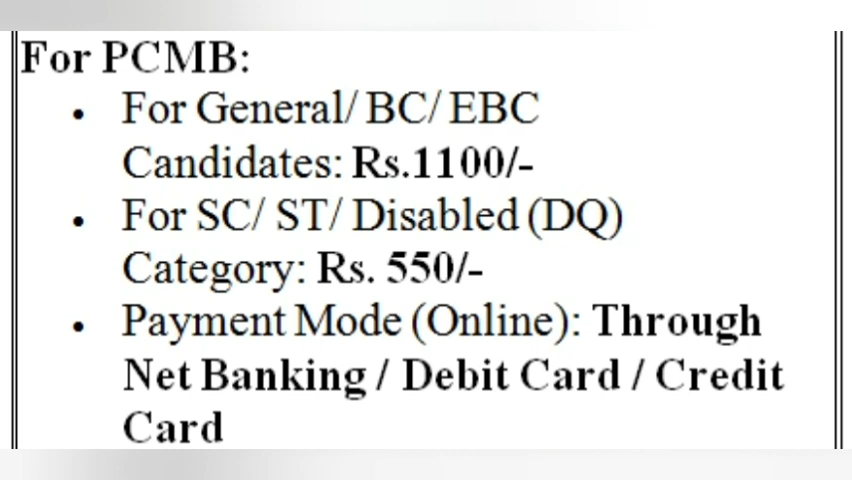 For PCMB:
• For General/ BC/ EBC
Candidates: Rs.1100/-
• For SC/ ST/ Disabled (DQ)
Category: Rs. 550/-
• Payment Mode (Online): Through
Net Banking / Debit Card / Credit
Card